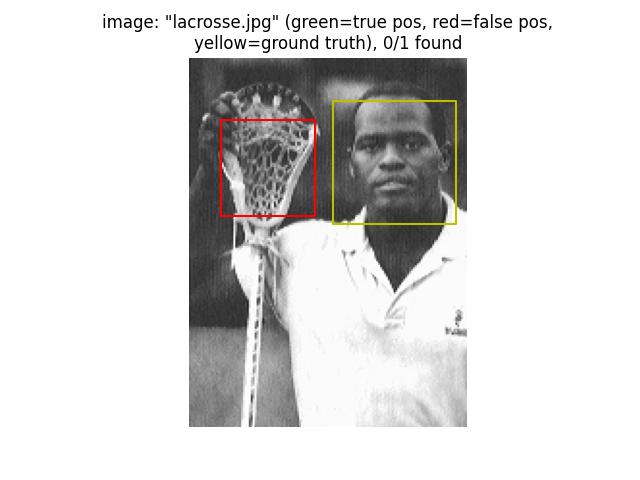 image: "lacrosse.jpg" (green=true pos, red=false pos,
yellow=ground truth), 0/1 found